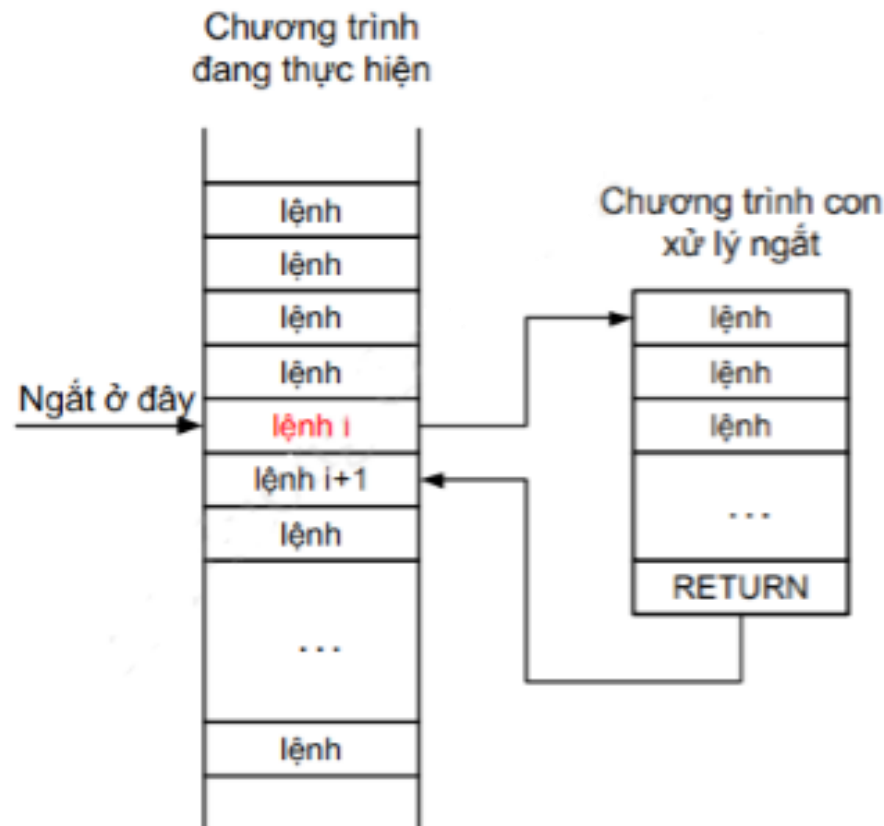 Chương trình
đang thực hiện
lệnh
lệnh
lệnh
lệnh
Ngắt ở đây
lệnh i
lệnh i+1
lệnh
...
lệnh
Chương trình con
xử lý ngắt
lệnh
lệnh
lệnh
...
RETURN